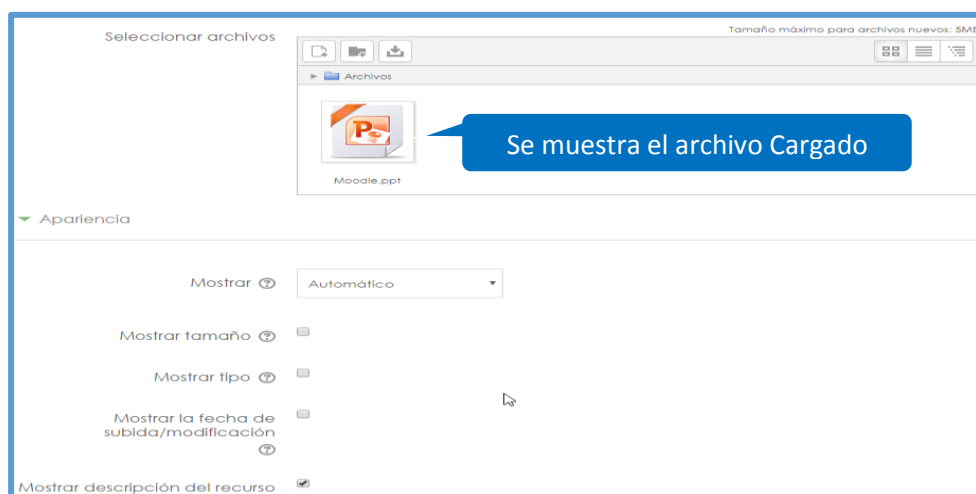 Tamaño máximo para archivos nuevos: 5MB
Seleccionar archivos
Archivos
Se muestra el archivo Cargado
Moodle.ppt
Apariencia
Mostrar
Automático
Mostrar tamaño
Mostrar tipo
Mostrar la fecha de
subida/modificación
Mostrar descripción del recurso